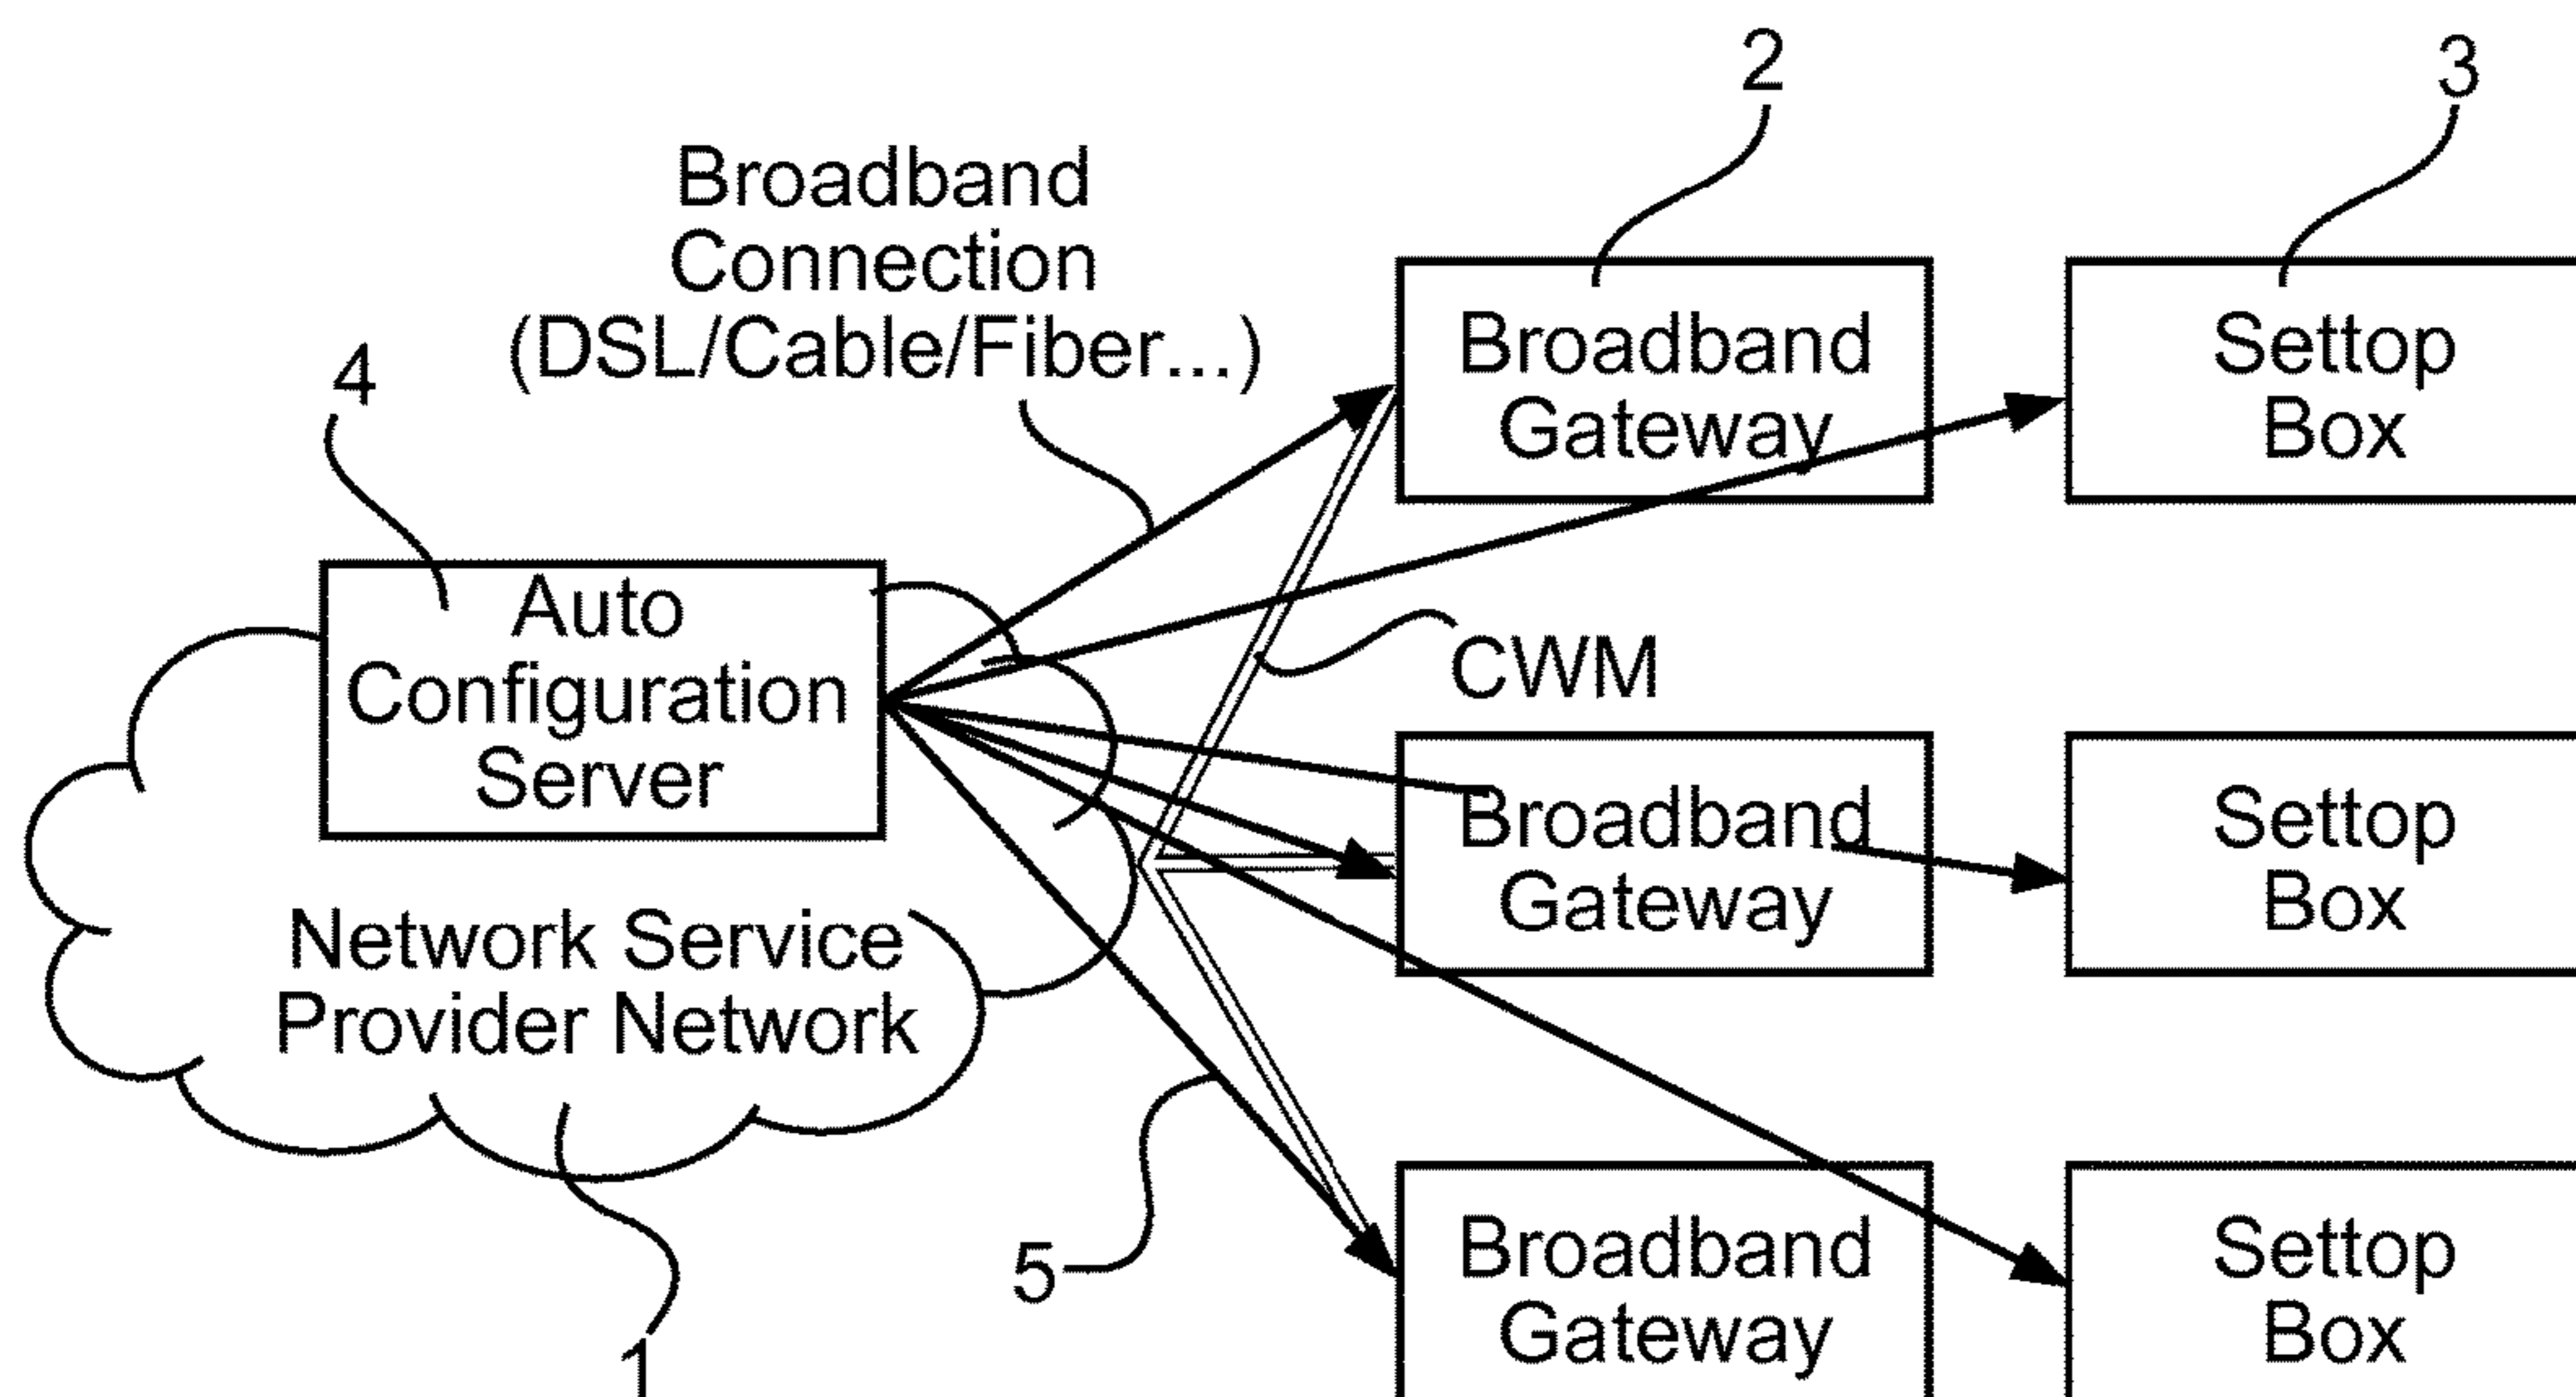 2
3
Broadband
Connection
(DSL/Cable/Fiber...)
4
Broadband
Gateway
Settop
Box
Auto
Configuration
Server
CWM
Broadband
Gateway
Settop
Box
Network Service
Provider Network
5
Broadband
Gateway
Settop
Box
1